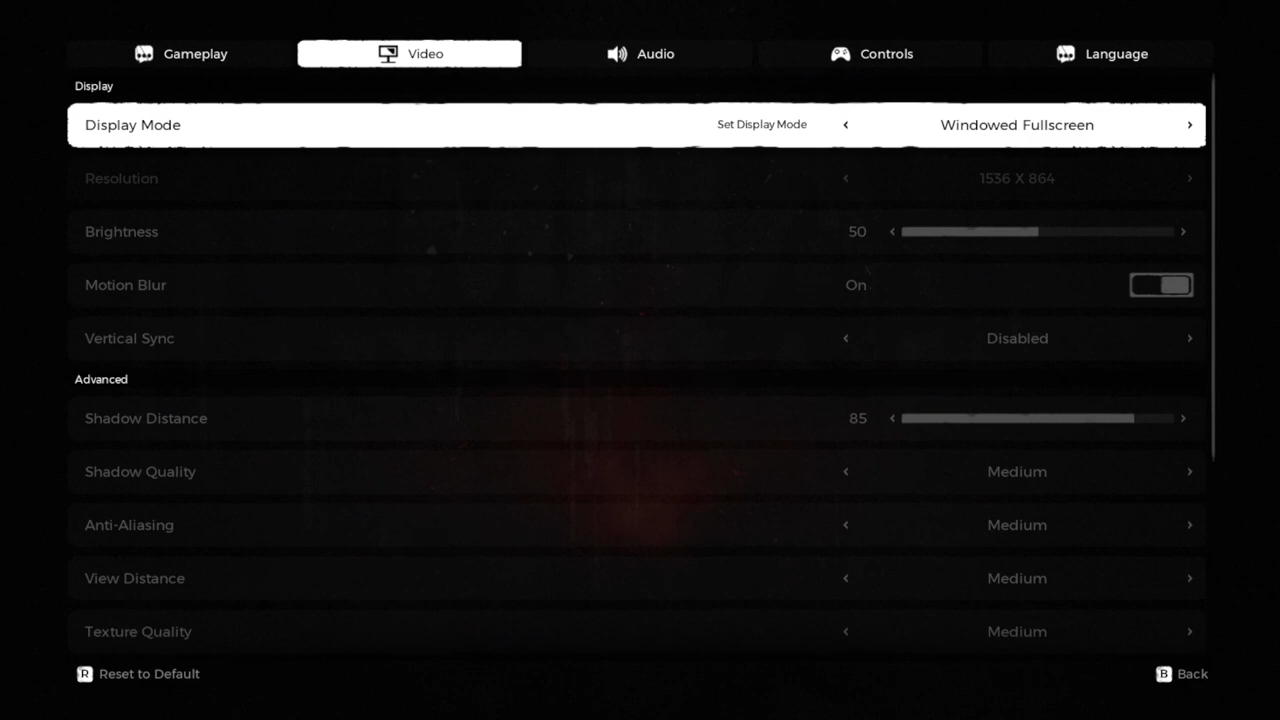 Gameplay Video Audio Controls Language
Display
Display Mode Set Display Mode Windowed Fullscreen
Resolution 1536 X 864
Brightness 50
Motion Blur On
Vertical Sync Disabled
Advanced
Shadow Distance 85
Shadow Quality Medium
Anti-Aliasing Medium
View Distance Medium
Texture Quality Medium
R Reset to Default B Back